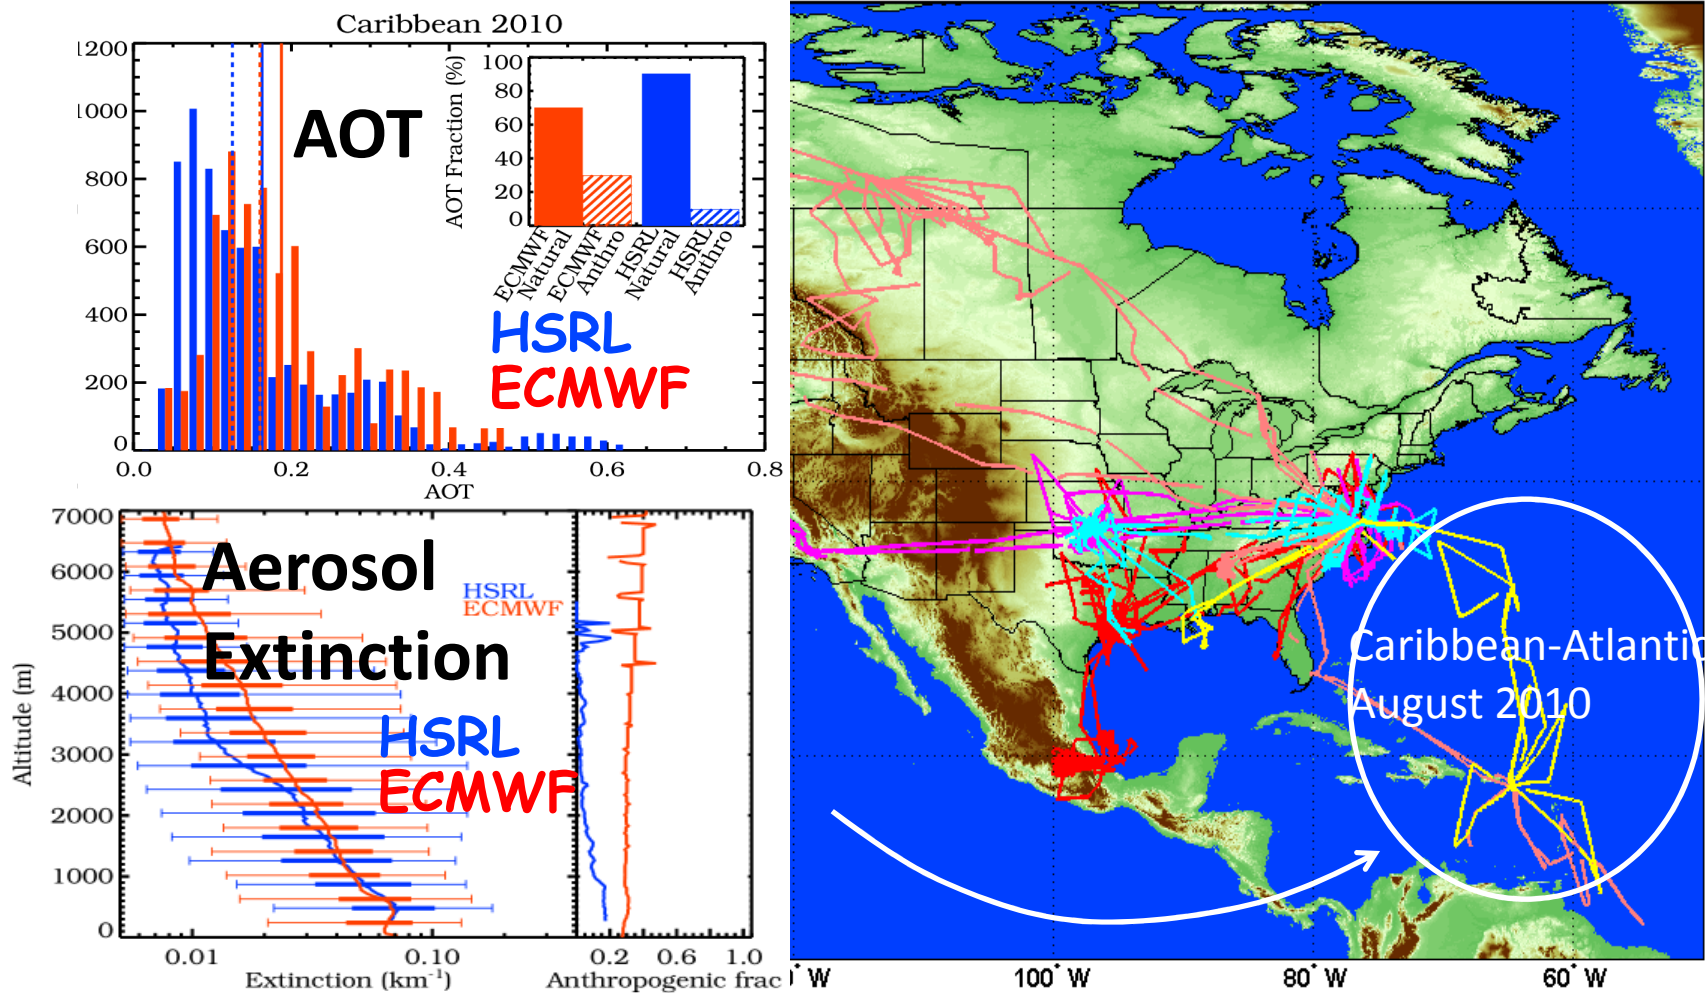 Caribbean 2010
1200
1000
800
600
400
200
0
0.0 0.2 0.4 0.6 0.8
AOT
AOT
AOT Fraction (%)
100
80
60
40
20
0
ECMWF
Natural
ECMWF
Anthro
HSRL
Natural
HSRL
Anthro
HSRL
ECMWF
7000
6000
5000
4000
3000
2000
1000
0
Altitude (m)
Aerosol
Extinction
HSRL
ECMWF
HSRL
ECMWF
0.01 0.10
Extinction (km-1)
0.2 0.6 1.0
Anthropogenic frac
Caribbean-Atlantic
August 2010
° W 100 °W 80 °W 60 °W